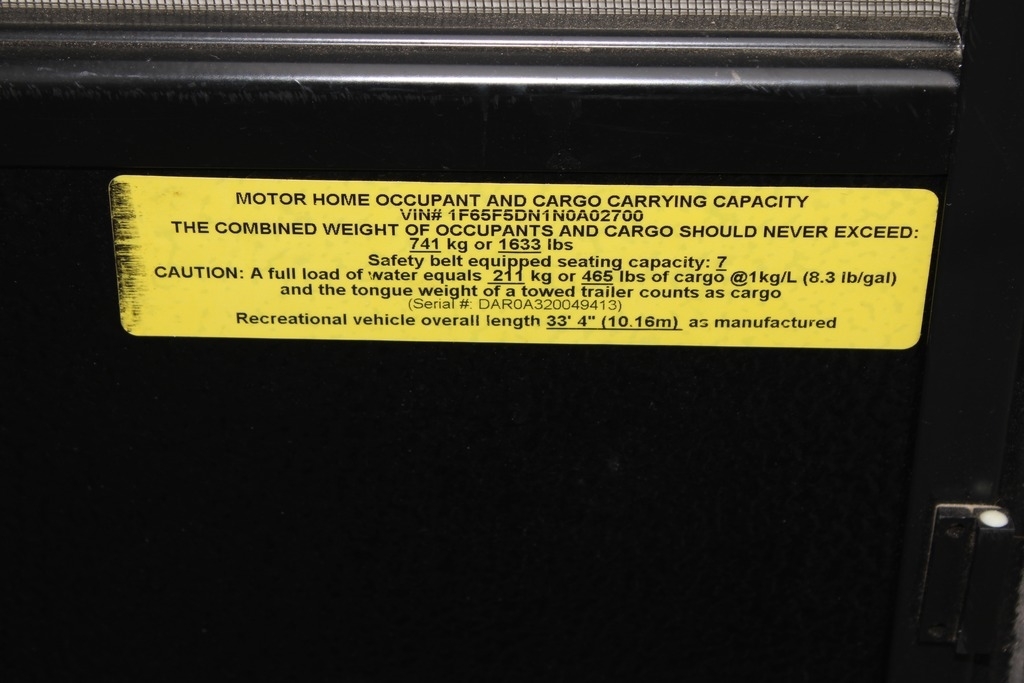 MOTOR HOME OCCUPANT AND CARGO CARRYING CAPACITY
VIN# 1F65F5DN1N0A02700
THE COMBINED WEIGHT OF OCCUPANTS AND CARGO SHOULD NEVER EXCEED:
741 kg or 1633 lbs
Safety belt equipped seating capacity: 7
CAUTION: A full load of water equals 211 kg or 465 lbs of cargo @1kg/L (8.3 lb/gal)
and the tongue weight of a towed trailer counts as cargo
(Serial #: DAR0A320049413)
Recreational vehicle overall length 33' 4" (10.16m) as manufactured